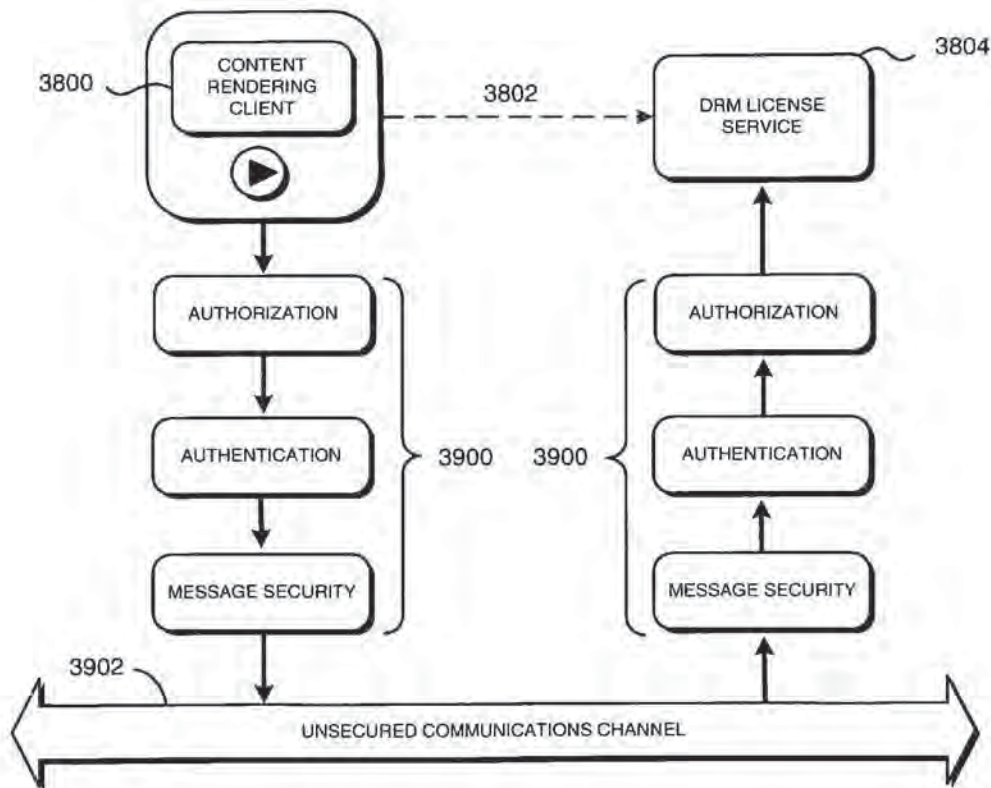 3800
CONTENT
RENDERING
CLIENT
3802
3804
DRM LICENSE
SERVICE
AUTHORIZATION
AUTHORIZATION
AUTHENTICATION
3900
3900
AUTHENTICATION
MESSAGE SECURITY
MESSAGE SECURITY
3902
UNSECURED COMMUNICATIONS CHANNEL